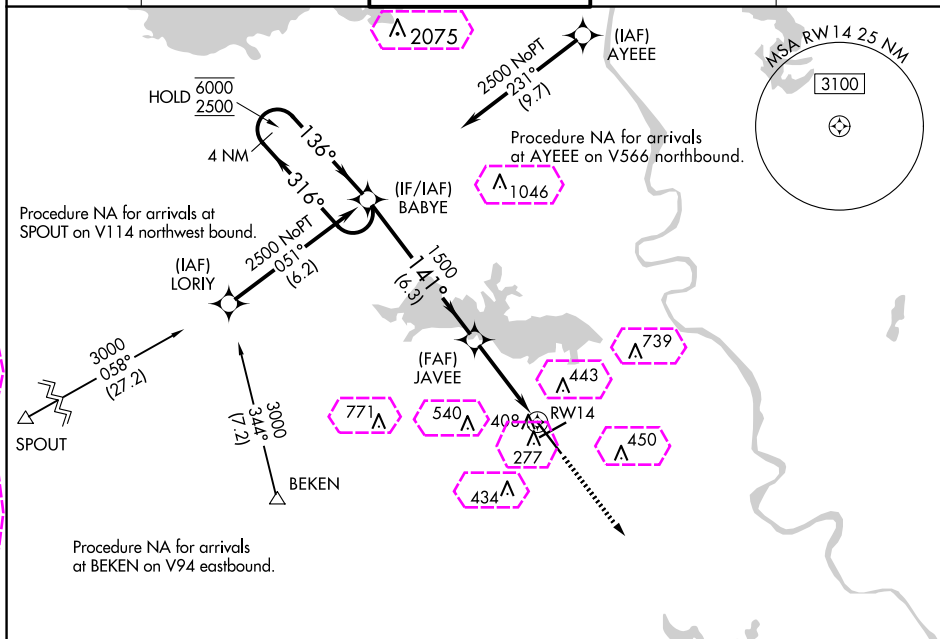 2075
(IAF)
AYEEE
2500 NoPT
231°
(9.7)
MSA RW14 25 NM
3100
HOLD 6000
2500
4 NM
136°
316°
Procedure NA for arrivals
at AYEEE on V566 northbound.
1046
(IF/IAF)
BABYE
Procedure NA for arrivals at
SPOUT on V114 northwest bound.
2500 NoPT
051°
(6.2)
(IAF)
LORIY
1500
141°
(6.3)
3000
058°
(27.2)
SPOUT
3000
344°
(7.2)
BEKEN
(FAF)
JAVEE
739
443
771
540
408
RW14
277
450
434
Procedure NA for arrivals
at BEKEN on V94 eastbound.